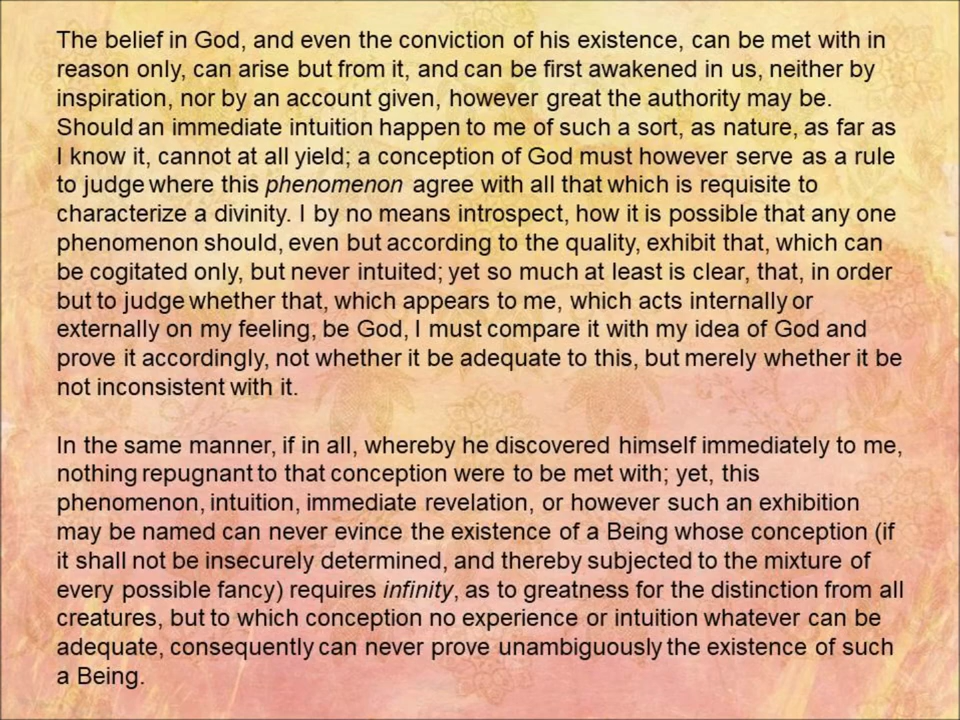 The belief in God, and even the conviction of his existence, can be met with in
reason only, can arise but from it, and can be first awakened in us, neither by
inspiration, nor by an account given, however great the authority may be.
Should an immediate intuition happen to me of such a sort, as nature, as far as
I know it, cannot at all yield; a conception of God must however serve as a rule
to judge where this phenomenon agree with all that which is requisite to
characterize a divinity. I by no means introspect, how it is possible that any one
phenomenon should, even but according to the quality, exhibit that, which can
be cogitated only, but never intuited; yet so much at least is clear, that, in order
but to judge whether that, which appears to me, which acts internally or
externally on my feeling, be God, I must compare it with my idea of God and
prove it accordingly, not whether it be adequate to this, but merely whether it be
not inconsistent with it.
In the same manner, if in all, whereby he discovered himself immediately to me,
nothing repugnant to that conception were to be met with; yet, this
phenomenon, intuition, immediate revelation, or however such an exhibition
may be named can never evince the existence of a Being whose conception (if
it shall not be insecurely determined, and thereby subjected to the mixture of
every possible fancy) requires infinity, as to greatness for the distinction from all
creatures, but to which conception no experience or intuition whatever can be
adequate, consequently can never prove unambiguously the existence of such
a Being.